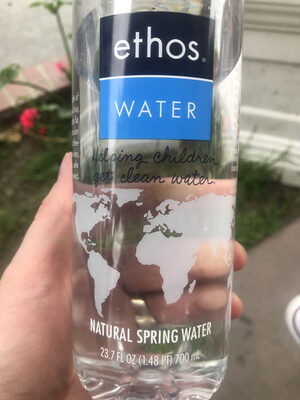 ethos®
WATER
Helping children
get clean water.
NATURAL SPRING WATER
23.7 FL OZ (1.48 PT) 700 mL